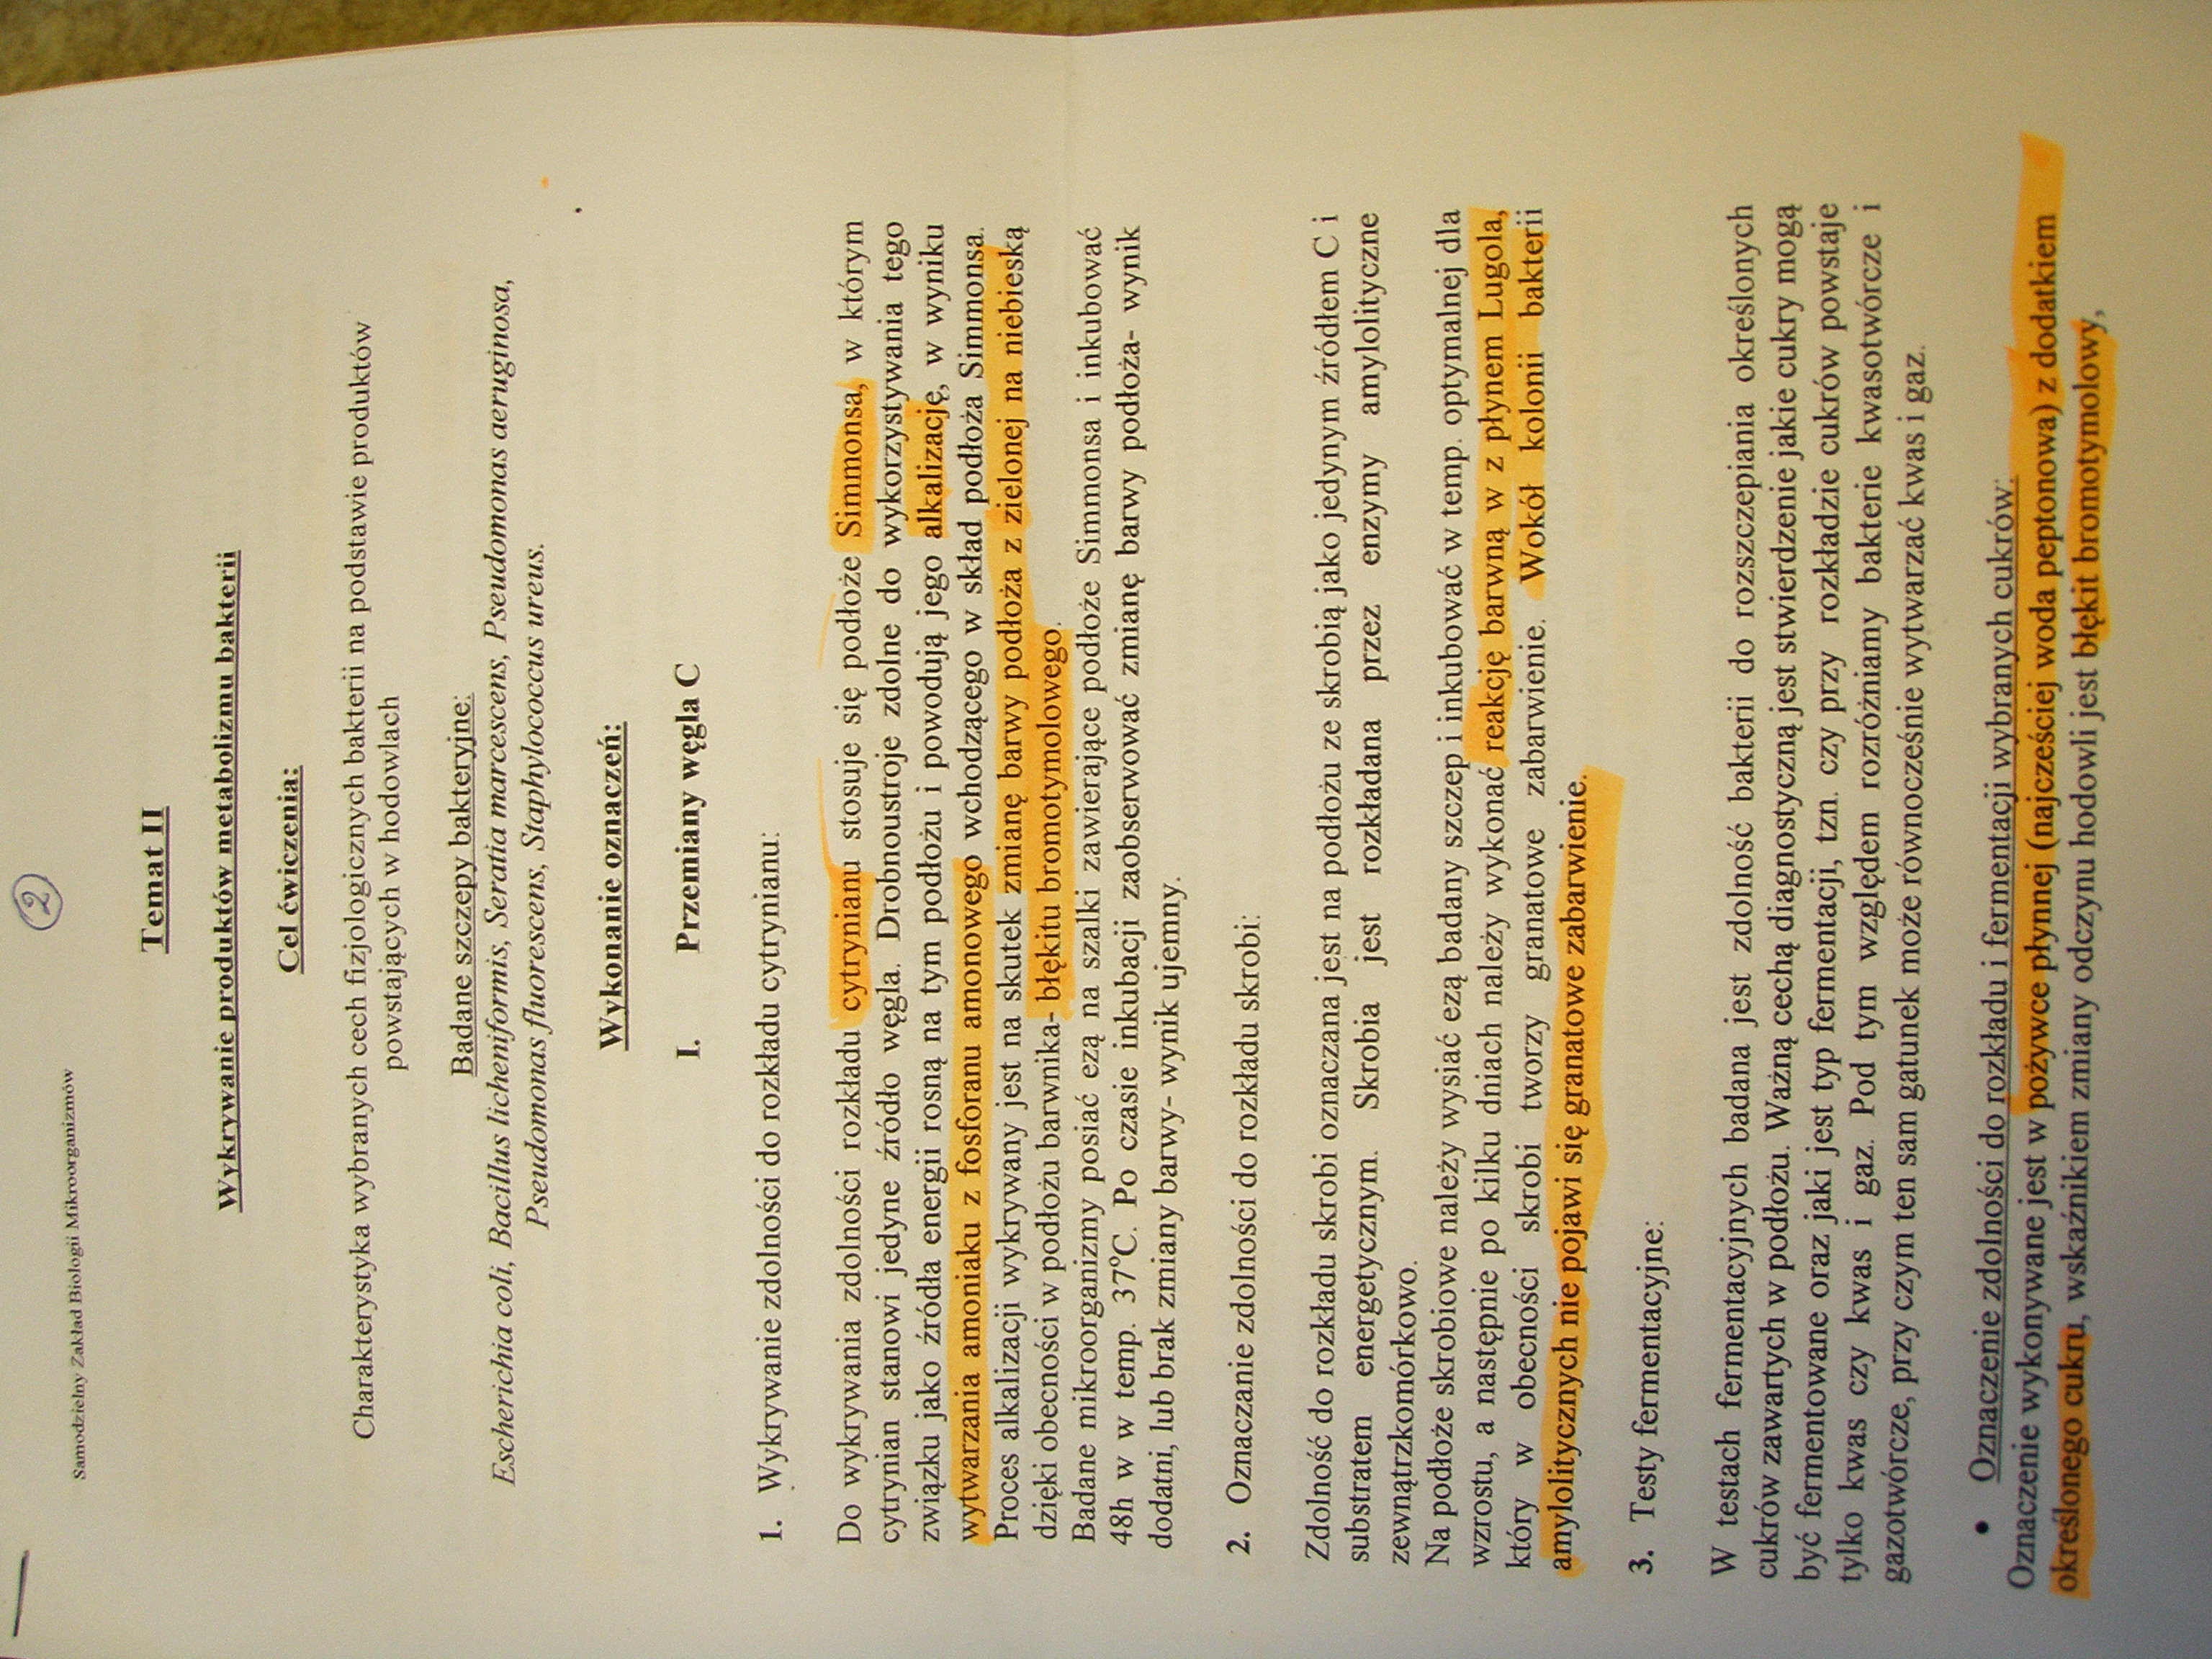 2
Samodzielny Zakład Biologii Mikroorganizmów
Temat II
Wykrywanie produktów metabolizmu bakterii
Cel ćwiczenia:
Charakterystyka wybranych cech fizjologicznych bakterii na podstawie produktów
powstających w hodowlach
Badane szczepy bakteryjne:
Escherichia coli, Bacillus licheniformis, Seratia marcescens, Pseudomonas aeruginosa,
Pseudomonas fluorescens, Staphylococcus ureus.
Wykonanie oznaczeń:
I. Przemiany węgla C
1. Wykrywanie zdolności do rozkładu cytrynianu:
Do wykrywania zdolności rozkładu cytrynianu stosuje się podłoże Simmonsa, w którym
cytrynian stanowi jedyne źródło węgla. Drobnoustroje zdolne do wykorzystywania tego
związku jako źródła energii rosną na tym podłożu i powodują jego alkalizację, w wyniku
wytwarzania amoniaku z fosforanu amonowego wchodzącego w skład podłoża Simmonsa.
Proces alkalizacji wykrywany jest na skutek zmianę barwy podłoża z zielonej na niebieską
dzięki obecności w podłożu barwnika- błękitu bromotymolowego.
Badane mikroorganizmy posiać ezą na szalki zawierające podłoże Simmonsa i inkubować
48h w w temp. 37°C. Po czasie inkubacji zaobserwować zmianę barwy podłoża- wynik
dodatni, lub brak zmiany barwy- wynik ujemny.
2. Oznaczanie zdolności do rozkładu skrobi:
Zdolność do rozkładu skrobi oznaczana jest na podłożu ze skrobią jako jedynym źródłem C i
substratem energetycznym. Skrobia jest rozkładana przez enzymy amylolityczne
zewnątrzkomórkowo.
Na podłoże skrobiowe należy wysiać ezą badany szczep i inkubować w temp. optymalnej dla
wzrostu, a następnie po kilku dniach należy wykonać reakcję barwną w z płynem Lugola,
który w obecności skrobi tworzy granatowe zabarwienie. Wokół kolonii bakterii
amylolitycznych nie pojawi się granatowe zabarwienie.
3. Testy fermentacyjne:
W testach fermentacyjnych badana jest zdolność bakterii do rozszczepiania określonych
cukrów zawartych w podłożu. Ważną cechą diagnostyczną jest stwierdzenie jakie cukry mogą
być fermentowane oraz jaki jest typ fermentacji, tzn. czy przy rozkładzie cukrów powstaje
tylko kwas czy kwas i gaz. Pod tym względem rozróżniamy bakterie kwasotwórcze i
gazotwórcze, przy czym ten sam gatunek może równocześnie wytwarzać kwas i gaz.
• Oznaczenie zdolności do rozkładu i fermentacji wybranych cukrów:
Oznaczenie wykonywane jest w pożywce płynnej (najcześciej woda peptonowa) z dodatkiem
określonego cukru, wskaźnikiem zmiany odczynu hodowli jest błękit bromotymolowy,